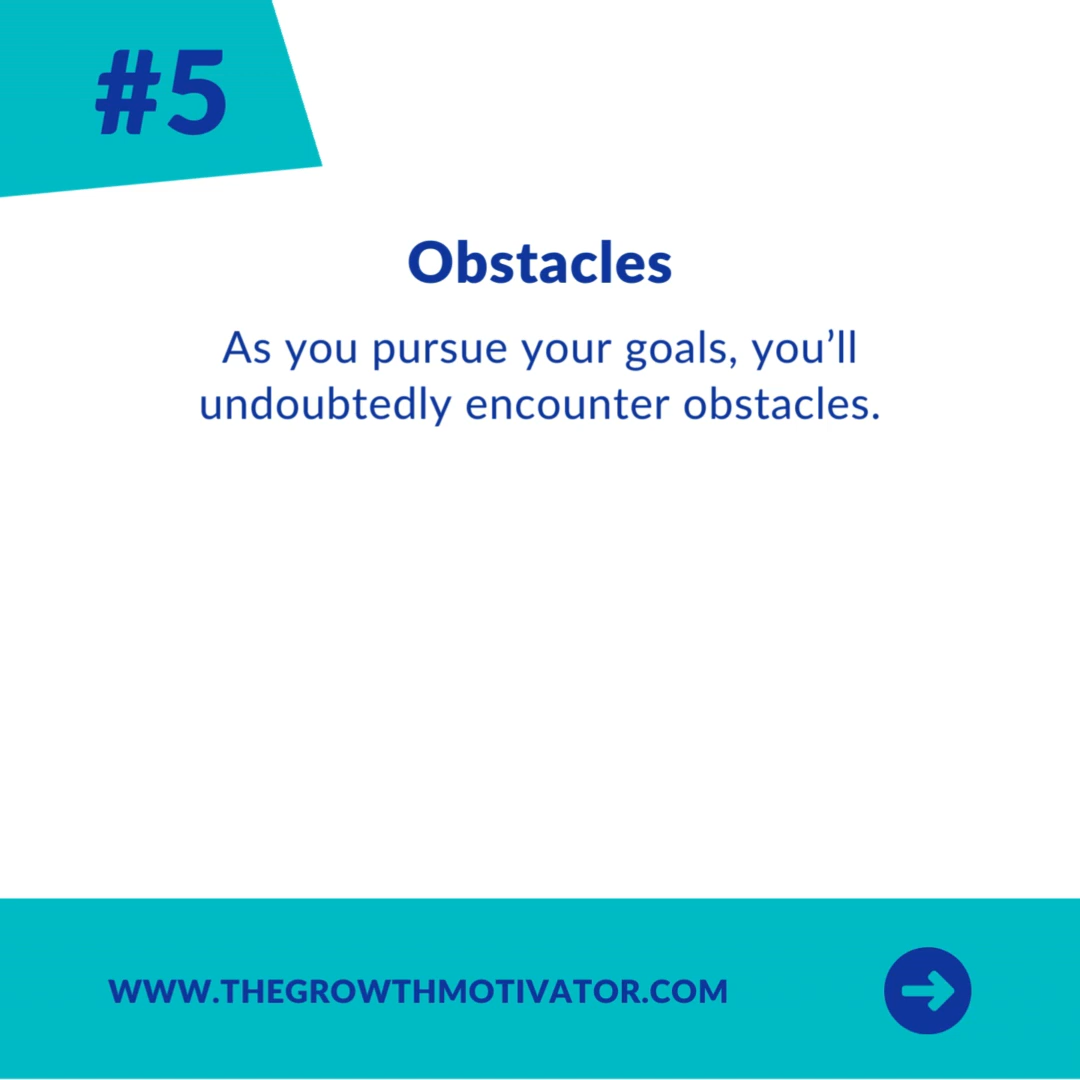 #5
Obstacles
As you pursue your goals, you’ll
undoubtedly encounter obstacles.
WWW.THEGROWTHMOTIVATOR.COM